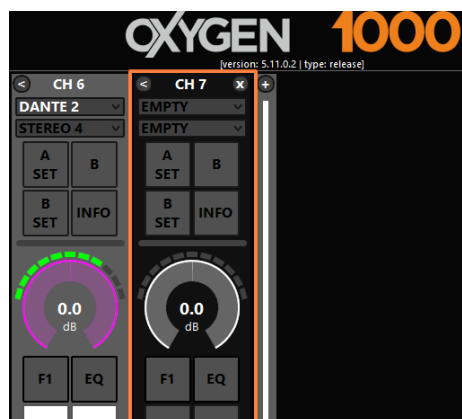 OXYGEN 1000
[version: 5.11.0.2 | type: release]
< CH 6
DANTE 2
STEREO 4
A SET B
B SET INFO
0.0
dB
F1 EQ
< CH 7 x +
EMPTY
EMPTY
A SET B
B SET INFO
0.0
dB
F1 EQ